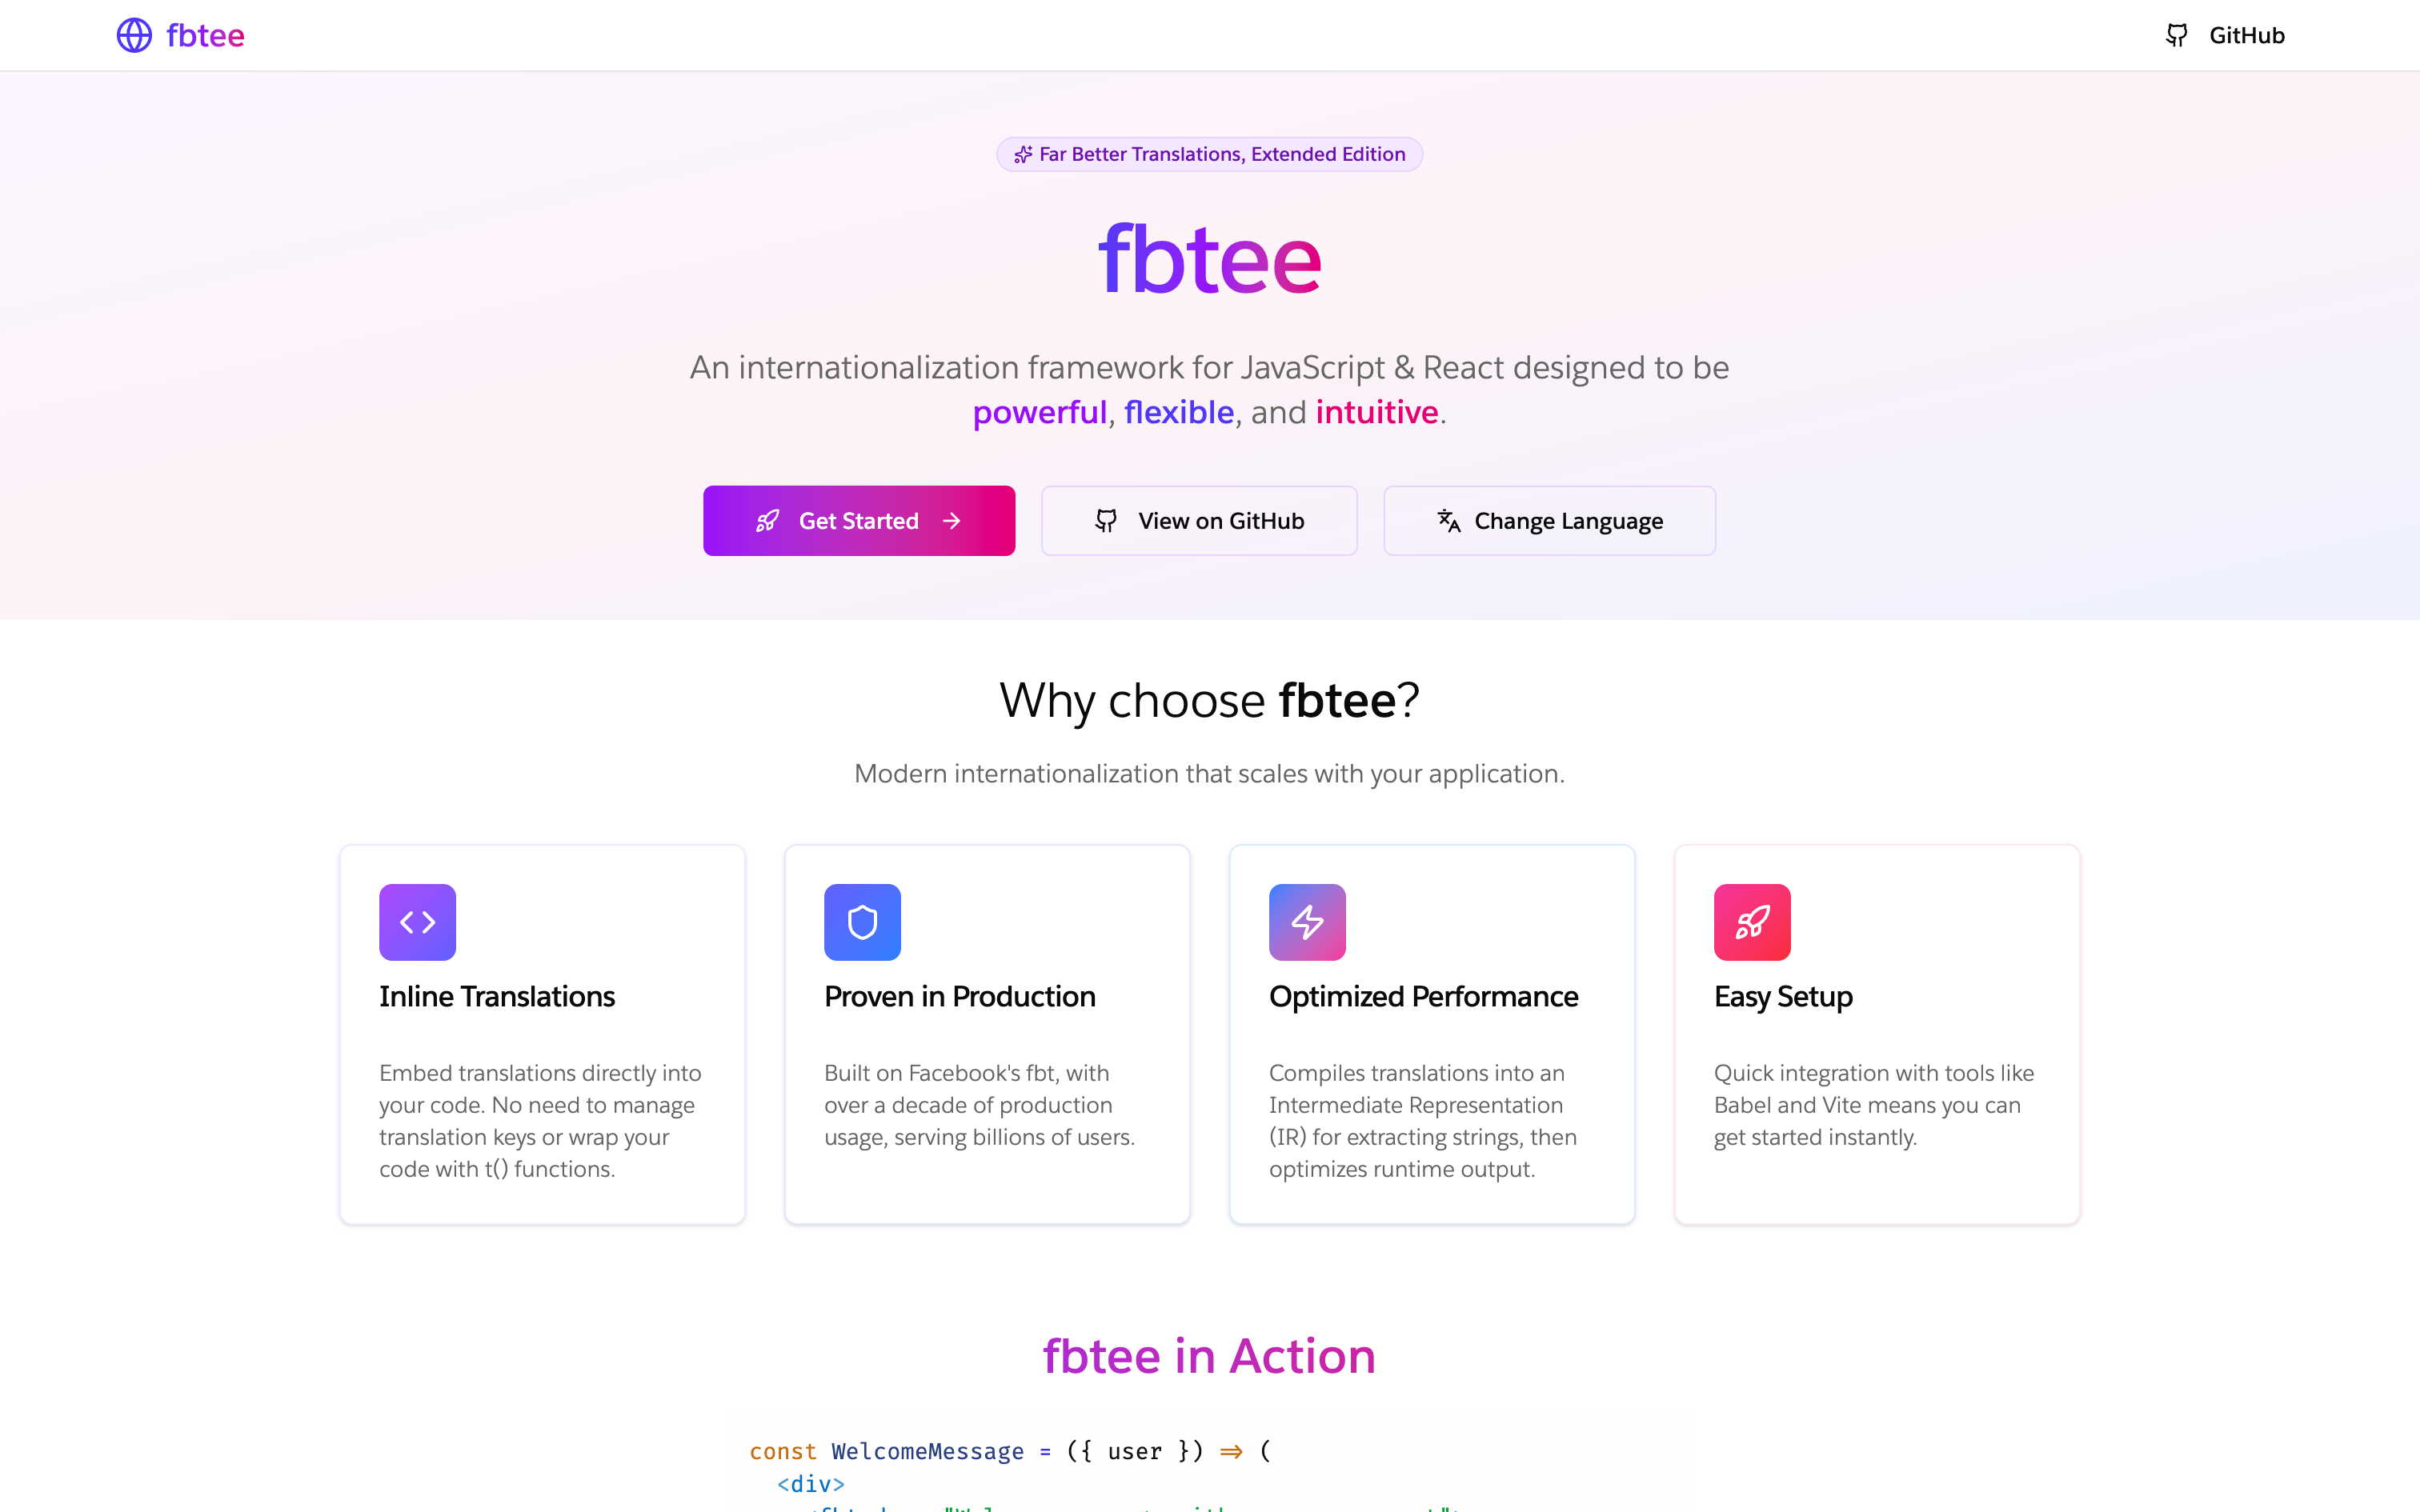 fbtee
GitHub
Far Better Translations, Extended Edition
fbtee
An internationalization framework for JavaScript & React designed to be
powerful, flexible, and intuitive.
Get Started
View on GitHub
Change Language
Why choose fbtee?
Modern internationalization that scales with your application.
Inline Translations
Embed translations directly into
your code. No need to manage
translation keys or wrap your
code with t() functions.
Proven in Production
Built on Facebook's fbt, with
over a decade of production
usage, serving billions of users.
Optimized Performance
Compiles translations into an
Intermediate Representation
(IR) for extracting strings, then
optimizes runtime output.
Easy Setup
Quick integration with tools like
Babel and Vite means you can
get started instantly.
fbtee in Action
const WelcomeMessage = ({ user }) => (
<div>